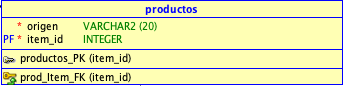 productos
* origen VARCHAR2 (20)
PF * item_id INTEGER
productos_PK (item_id)
prod_Item_FK (item_id)